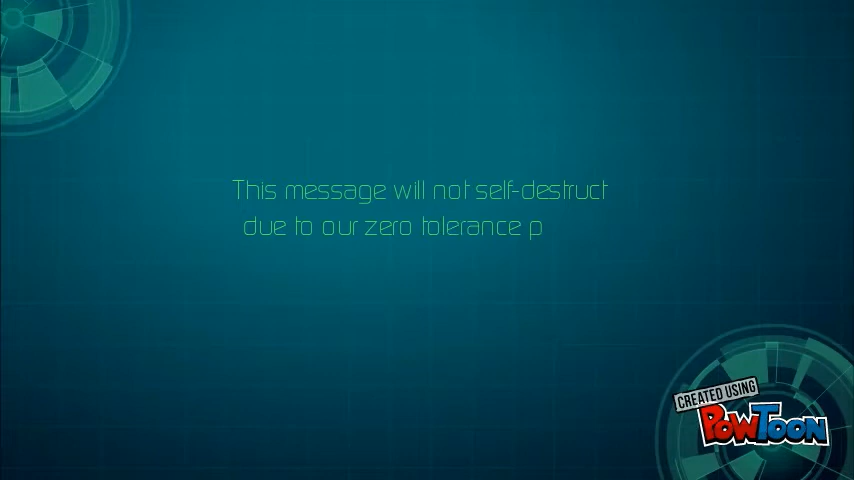 This message will not self-destruct
due to our zero tolerance p
CREATED USING
POWTOON